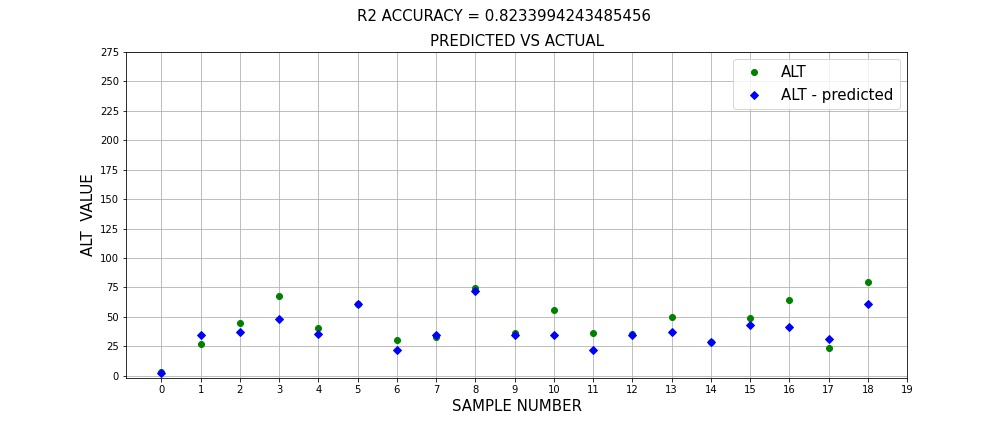 R2 ACCURACY = 0.8233994243485456
PREDICTED VS ACTUAL
275
250
225
200
175
150
125
100
75
50
25
0
ALT VALUE
ALT
ALT - predicted
0 1 2 3 4 5 6 7 8 9 10 11 12 13 14 15 16 17 18 19
SAMPLE NUMBER